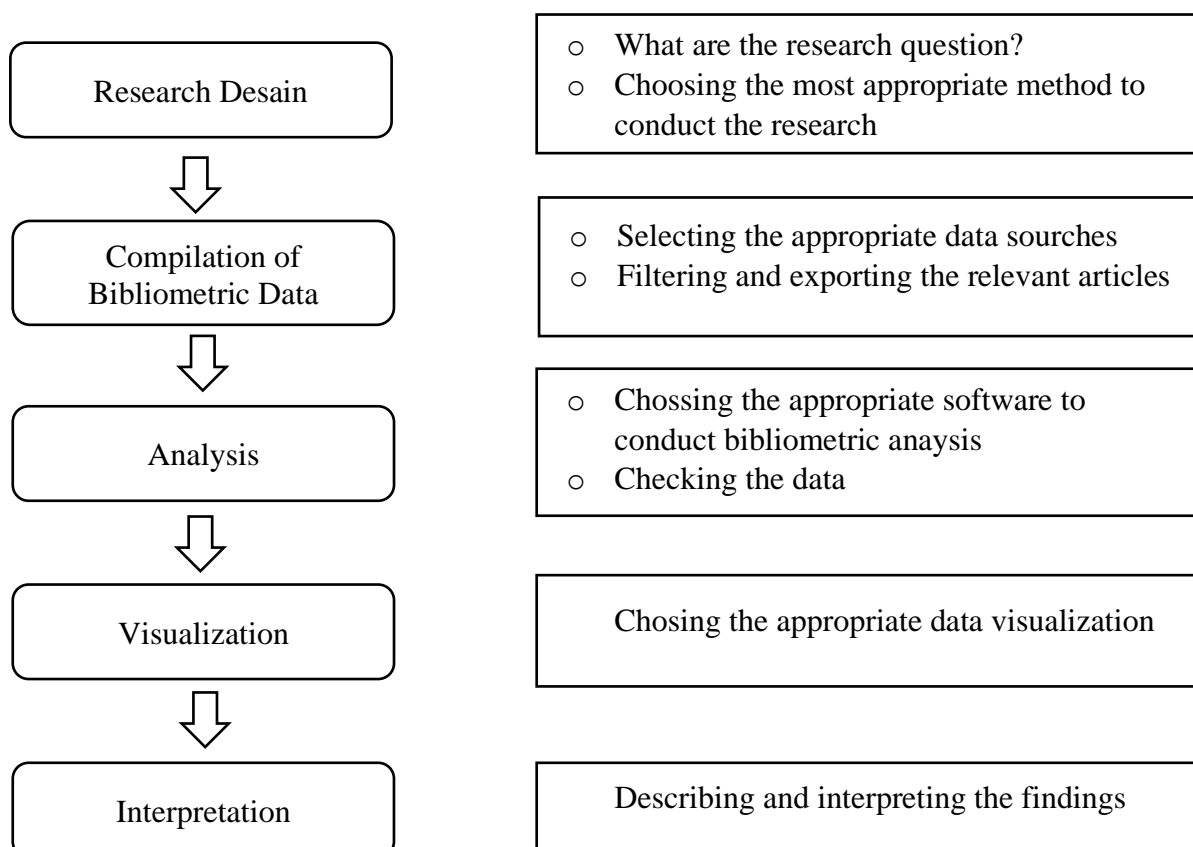 Research Desain
o What are the research question?
o Choosing the most appropriate method to
conduct the research
Compilation of
Bibliometric Data
o Selecting the appropriate data sourches
o Filtering and exporting the relevant articles
Analysis
o Chossing the appropriate software to
conduct bibliometric anaysis
o Checking the data
Visualization
Chosing the appropriate data visualization
Interpretation
Describing and interpreting the findings